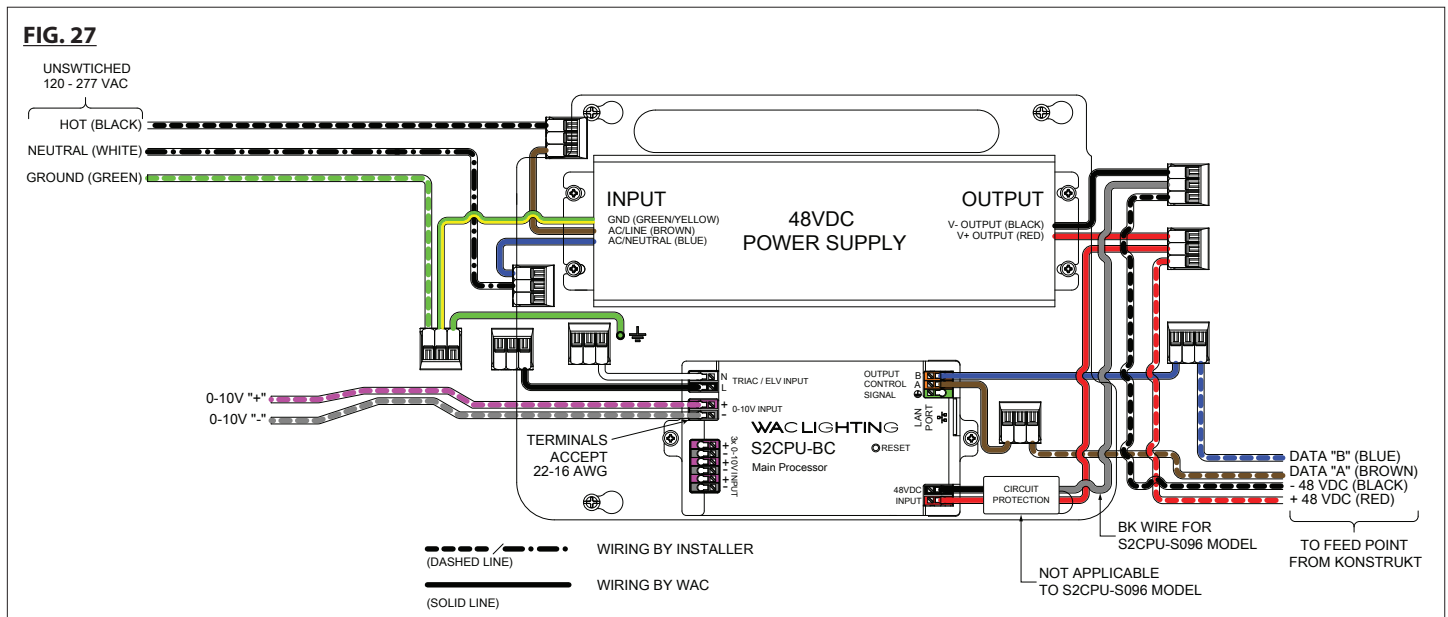 FIG. 27
UNSWTICHED
120 - 277 VAC
HOT (BLACK)
NEUTRAL (WHITE)
GROUND (GREEN)
INPUT
GND (GREEN/YELLOW)
AC/LINE (BROWN)
AC/NEUTRAL (BLUE)
48VDC
POWER SUPPLY
OUTPUT
V- OUTPUT (BLACK)
V+ OUTPUT (RED)
0-10V "+"
0-10V "-"
TERMINALS
ACCEPT
22-16 AWG
N
L
TRIAC / ELV INPUT
+
-
0-10V INPUT
+
-
+
+
-
3x 0-10V INPUT
WAC LIGHTING
S2CPU-BC
Main Processor
RESET
OUTPUT
CONTROL
SIGNAL
B
A
LAN
PORT
48VDC
INPUT
CIRCUIT
PROTECTION
DATA "B" (BLUE)
DATA "A" (BROWN)
- 48 VDC (BLACK)
+ 48 VDC (RED)
TO FEED POINT
FROM KONSTRUKT
BK WIRE FOR
S2CPU-S096 MODEL
NOT APPLICABLE
TO S2CPU-S096 MODEL
(DASHED LINE)
WIRING BY INSTALLER
(SOLID LINE)
WIRING BY WAC